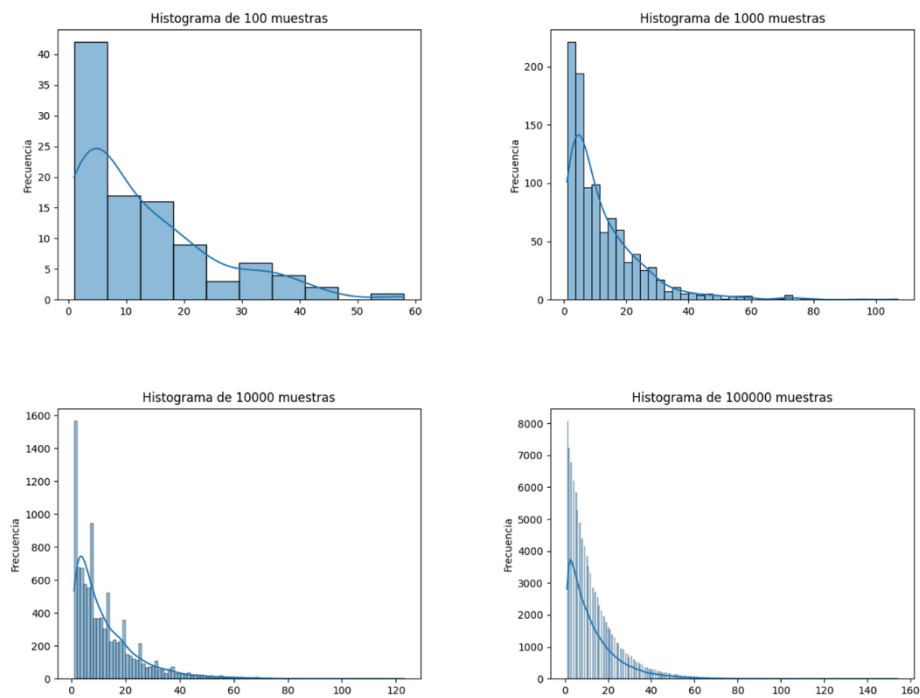 Histograma de 100 muestras
Frecuencia
40
35
30
25
20
15
10
5
0
0 10 20 30 40 50 60
Histograma de 1000 muestras
Frecuencia
200
150
100
50
0
0 20 40 60 80 100
Histograma de 10000 muestras
Frecuencia
1600
1400
1200
1000
800
600
400
200
0
0 20 40 60 80 100 120
Histograma de 100000 muestras
Frecuencia
8000
7000
6000
5000
4000
3000
2000
1000
0
0 20 40 60 80 100 120 140